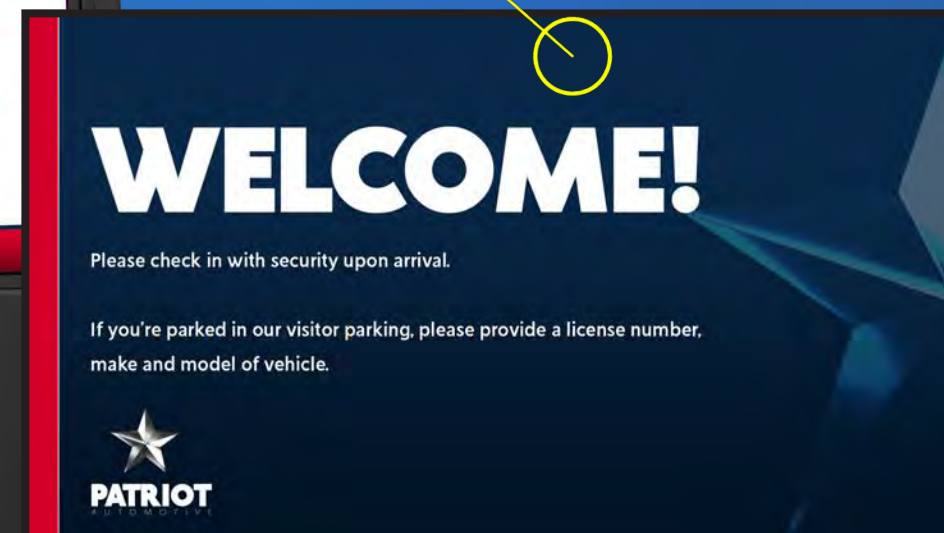 WELCOME!
Please check in with security upon arrival.
If you're parked in our visitor parking, please provide a license number,
make and model of vehicle.
PATRIOT
AUTOMOTIVE